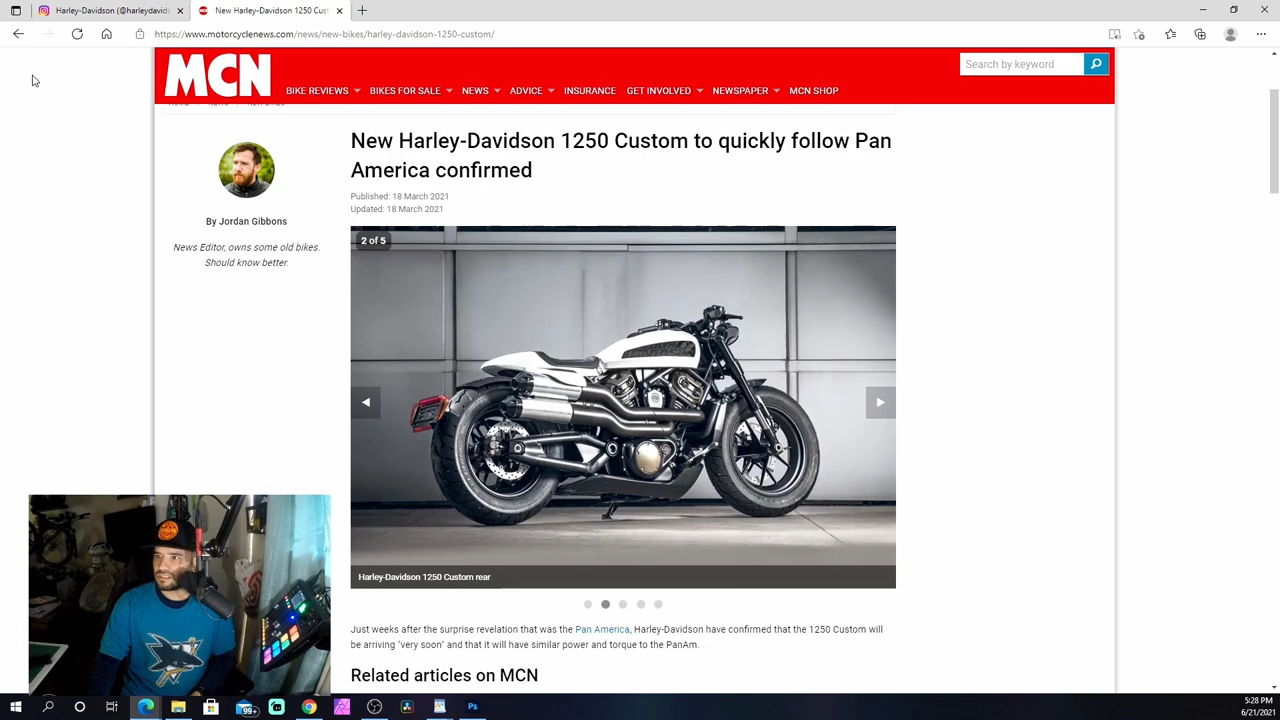 Harley-Davidson (@harleydavids
New Harley-Davidson 1250 Cust
https://www.motorcyclenews.com/news/new-bikes/harley-davidson-1250-custom/
MCN
Search by keyword
BIKE REVIEWS BIKES FOR SALE NEWS ADVICE INSURANCE GET INVOLVED NEWSPAPER MCN SHOP
New Harley-Davidson 1250 Custom to quickly follow Pan
America confirmed
Published: 18 March 2021
Updated: 18 March 2021
By Jordan Gibbons
News Editor, owns some old bikes.
Should know better.
2 of 5
Harley-Davidson 1250 Custom rear
Just weeks after the surprise revelation that was the Pan America, Harley-Davidson have confirmed that the 1250 Custom will
be arriving "very soon" and that it will have similar power and torque to the PanAm.
Related articles on MCN
99+
Ps
5:28 PM
6/21/2021